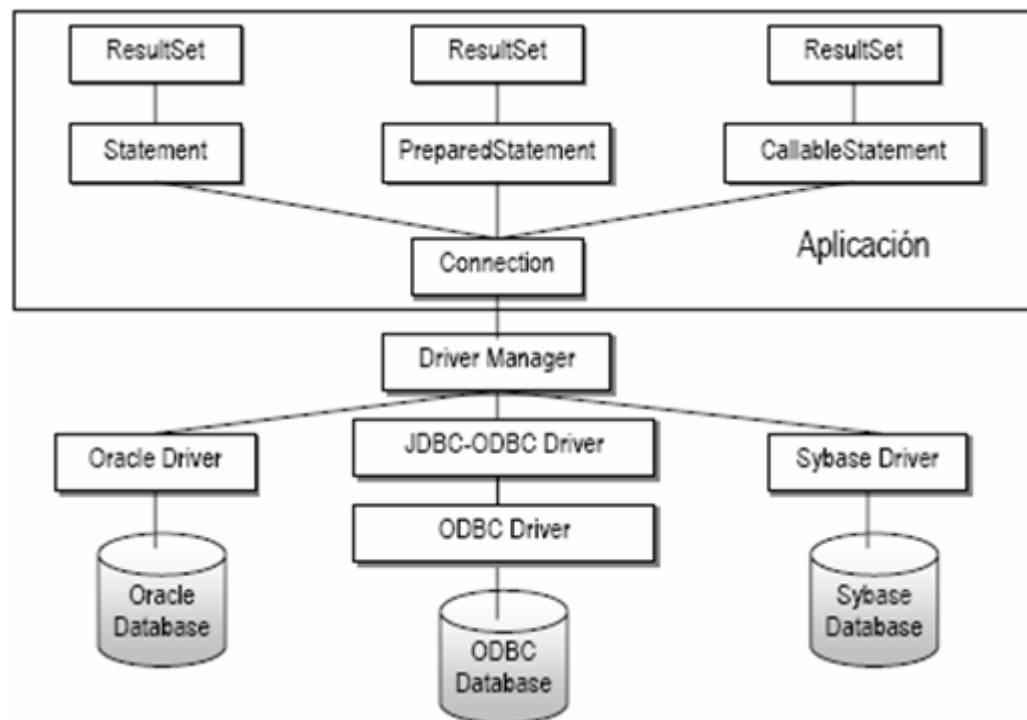 ResultSet
ResultSet
ResultSet
Statement
PreparedStatement
CallableStatement
Connection
Aplicación
Driver Manager
Oracle Driver
JDBC-ODBC Driver
Sybase Driver
ODBC Driver
Oracle
Database
ODBC
Database
Sybase
Database